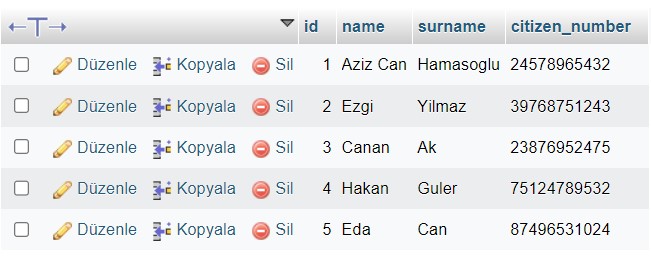 id name surname citizen_number
Düzenle Kopyala Sil 1 Aziz Can Hamasoglu 24578965432
Düzenle Kopyala Sil 2 Ezgi Yilmaz 39768751243
Düzenle Kopyala Sil 3 Canan Ak 23876952475
Düzenle Kopyala Sil 4 Hakan Guler 75124789532
Düzenle Kopyala Sil 5 Eda Can 87496531024